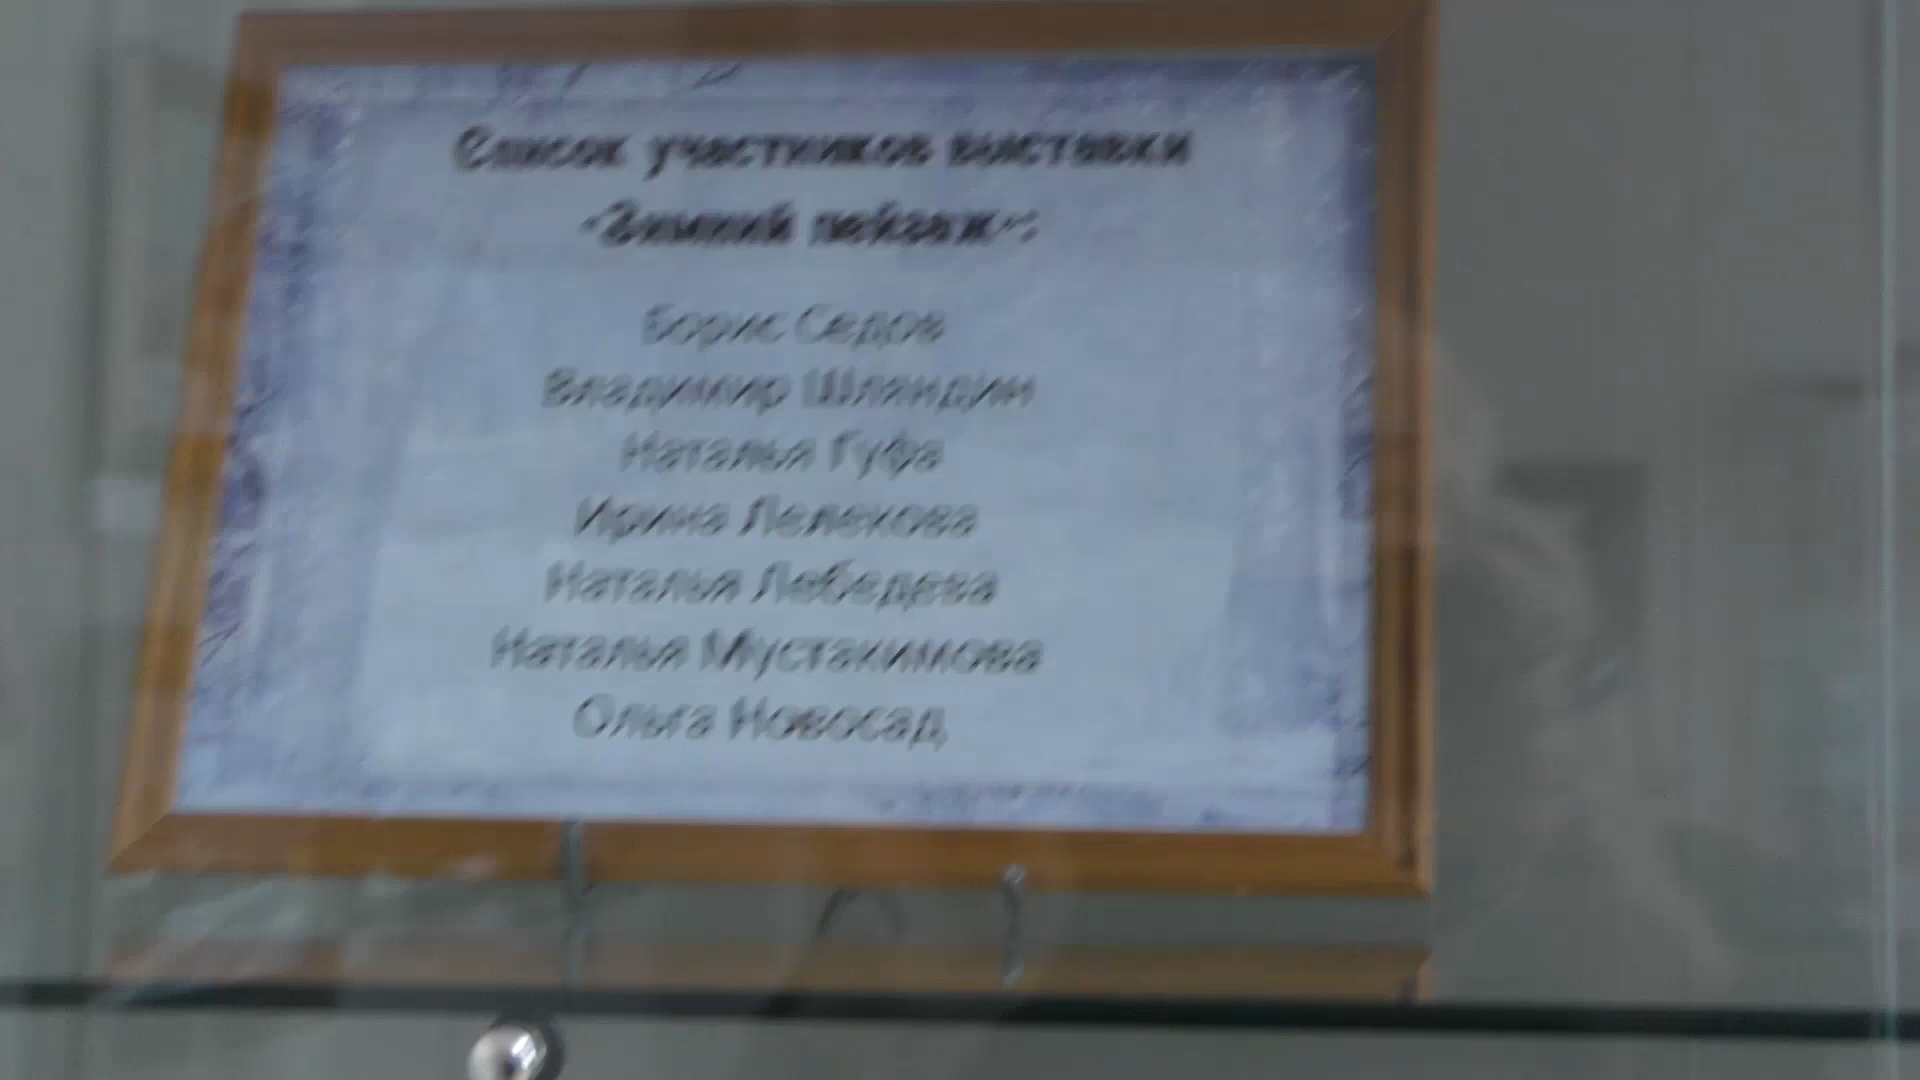 Список участников выставки
«Зимний пейзаж»:
Борис Седов
Владимир Шляндин
Наталья Гуфа
Ирина Лелекова
Наталья Лебедева
Наталья Мустакимова
Ольга Новосад